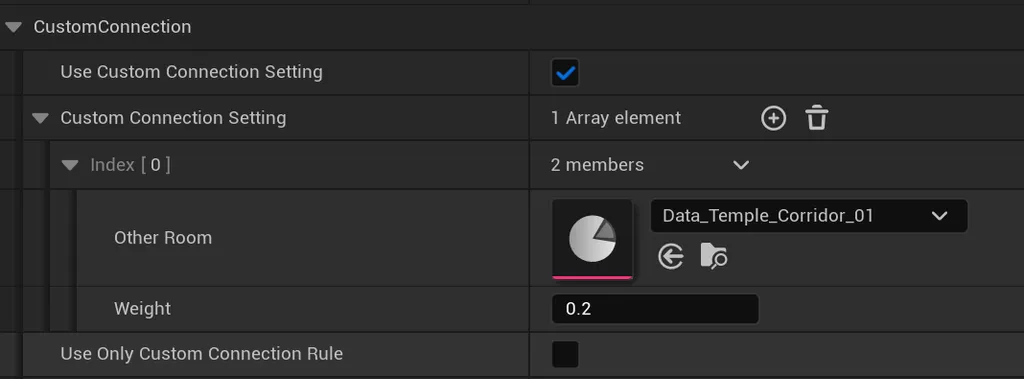 CustomConnection
Use Custom Connection Setting
Custom Connection Setting 1 Array element
Index [ 0 ] 2 members
Other Room Data_Temple_Corridor_01
Weight 0.2
Use Only Custom Connection Rule